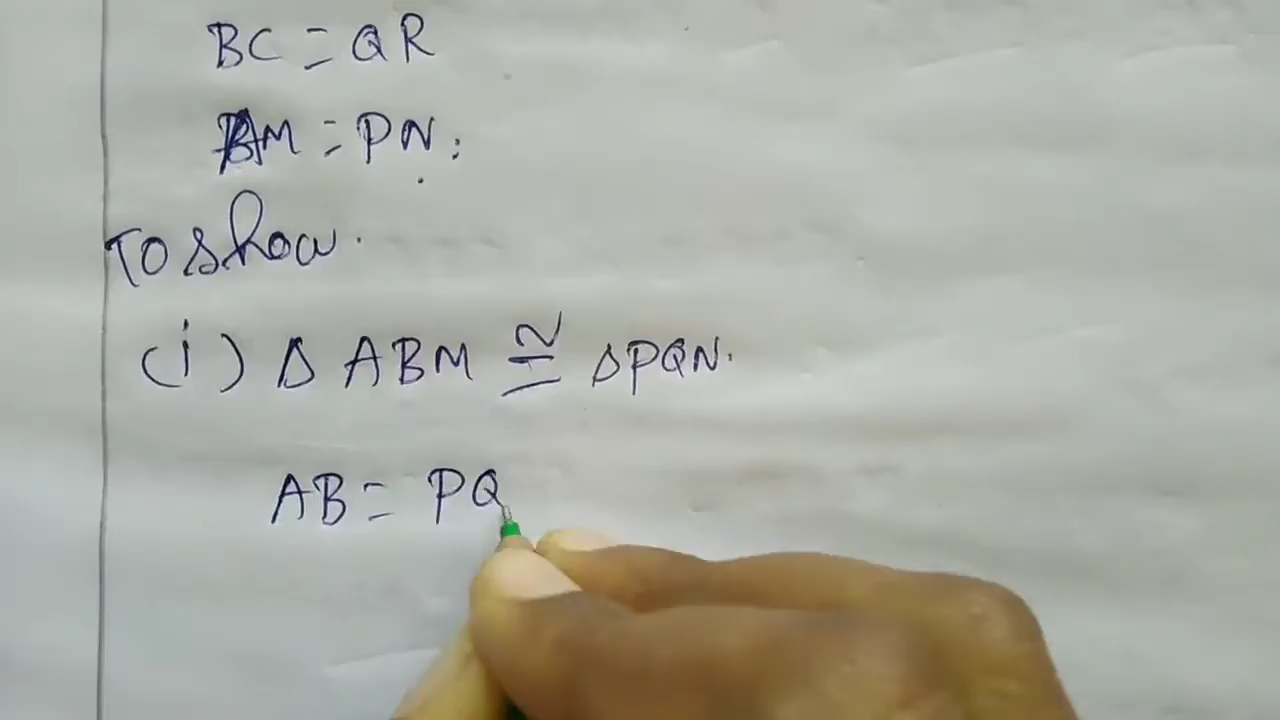 BC = QR
AM = PN.
To show.
(i) Δ ABM ≅ ΔPQN.
AB = PQ